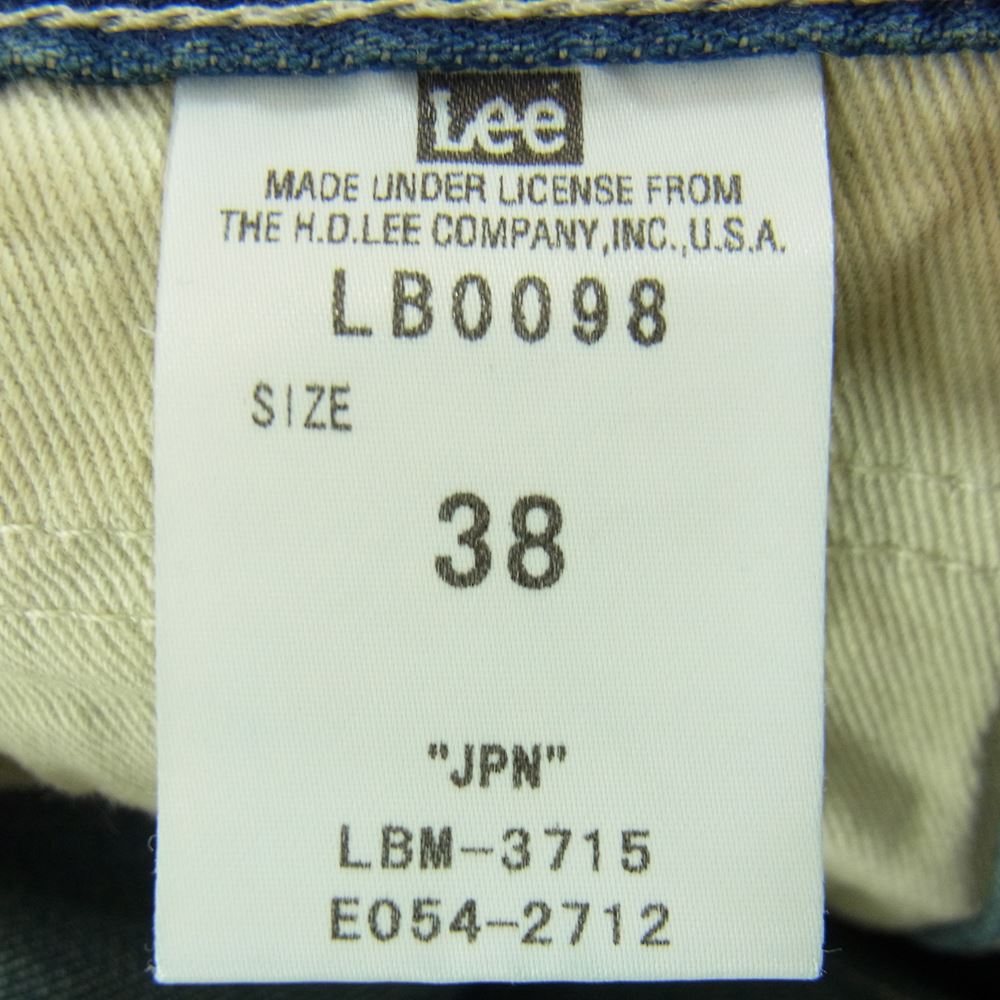 Lee
MADE UNDER LICENSE FROM
THE H.D.LEE COMPANY,INC.,U.S.A.
LB0098
SIZE
38
"JPN"
LBM-3715
E054-2712